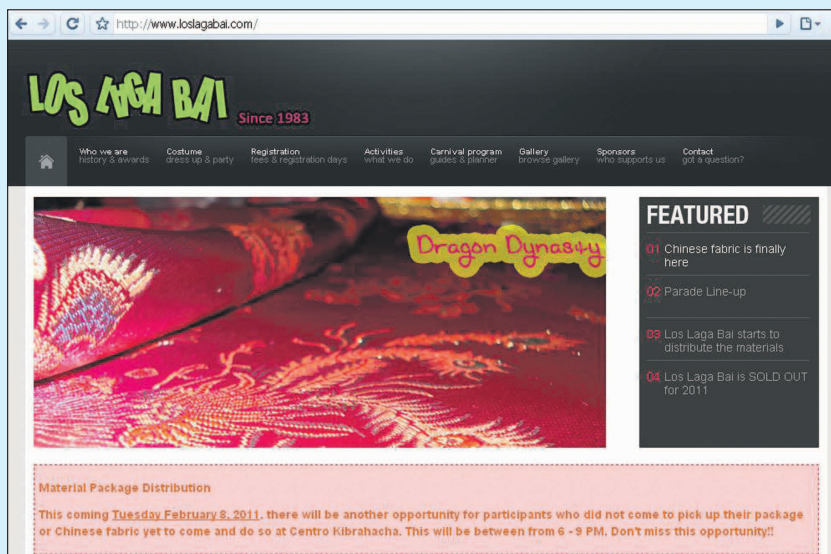 http://www.loslagabai.com/
LOS LAGA BAI
Since 1983
Who we are
history & awards
Costume
dress up & party
Registration
fees & registration days
Activities
what we do
Carnival program
guides & planner
Gallery
browse gallery
Sponsors
who supports us
Contact
got a question?
Dragon Dynas4y
FEATURED
01 Chinese fabric is finally
here
02 Parade Line-up
03 Los Laga Bai starts to
distribute the materials
04 Los Laga Bai is SOLD OUT
for 2011
Material Package Distribution
This coming Tuesday February 8, 2011, there will be another opportunity for participants who did not come to pick up their package
or Chinese fabric yet to come and do so at Centro Kibrahacha. This will be between from 6 - 9 PM. Don't miss this opportunity!!